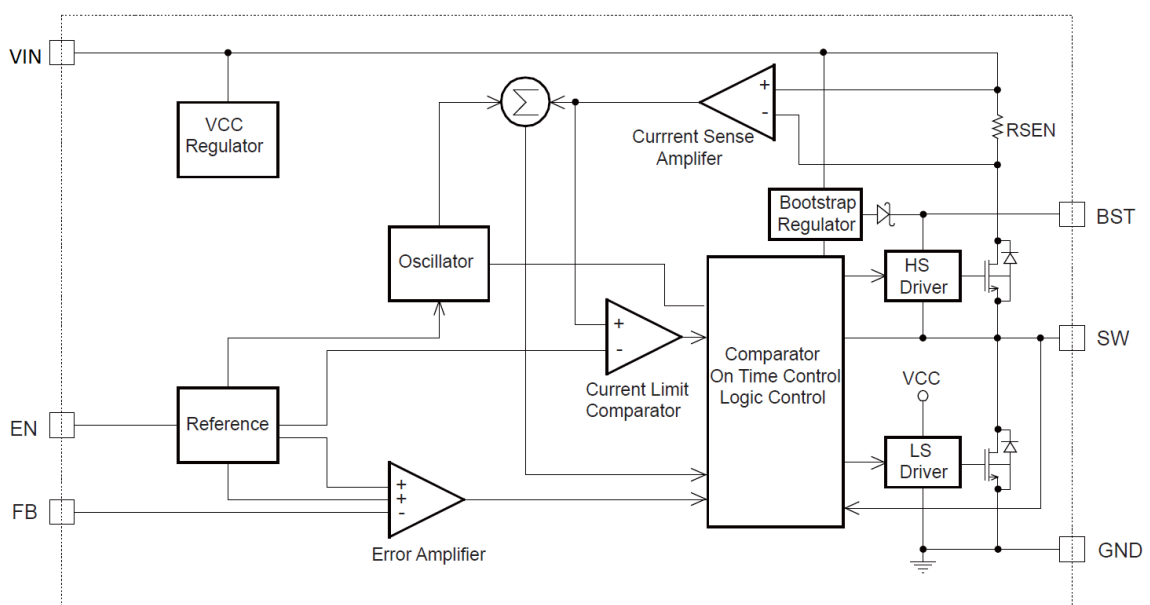 VIN
VCC
Regulator
Σ
+
-
Currrent Sense
Amplifer
RSEN
Bootstrap
Regulator
BST
Oscillator
HS
Driver
+
-
Current Limit
Comparator
Comparator
On Time Control
Logic Control
SW
VCC
EN
Reference
LS
Driver
FB
+
+
-
Error Amplifier
GND